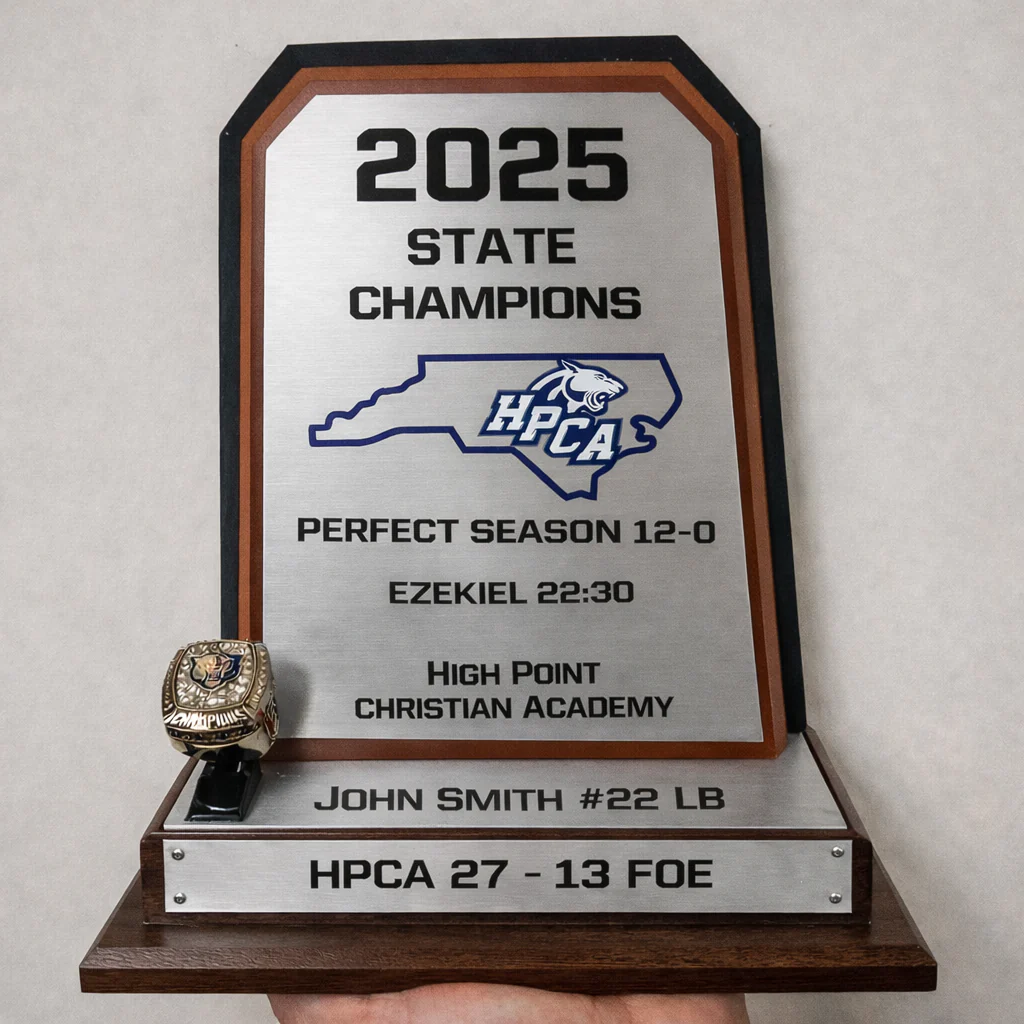 2025
STATE
CHAMPIONS
HPCA
PERFECT SEASON 12-0
EZEKIEL 22:30
HIGH POINT
CHRISTIAN ACADEMY
CHAMPIONS
JOHN SMITH #22 LB
HPCA 27 - 13 FOE